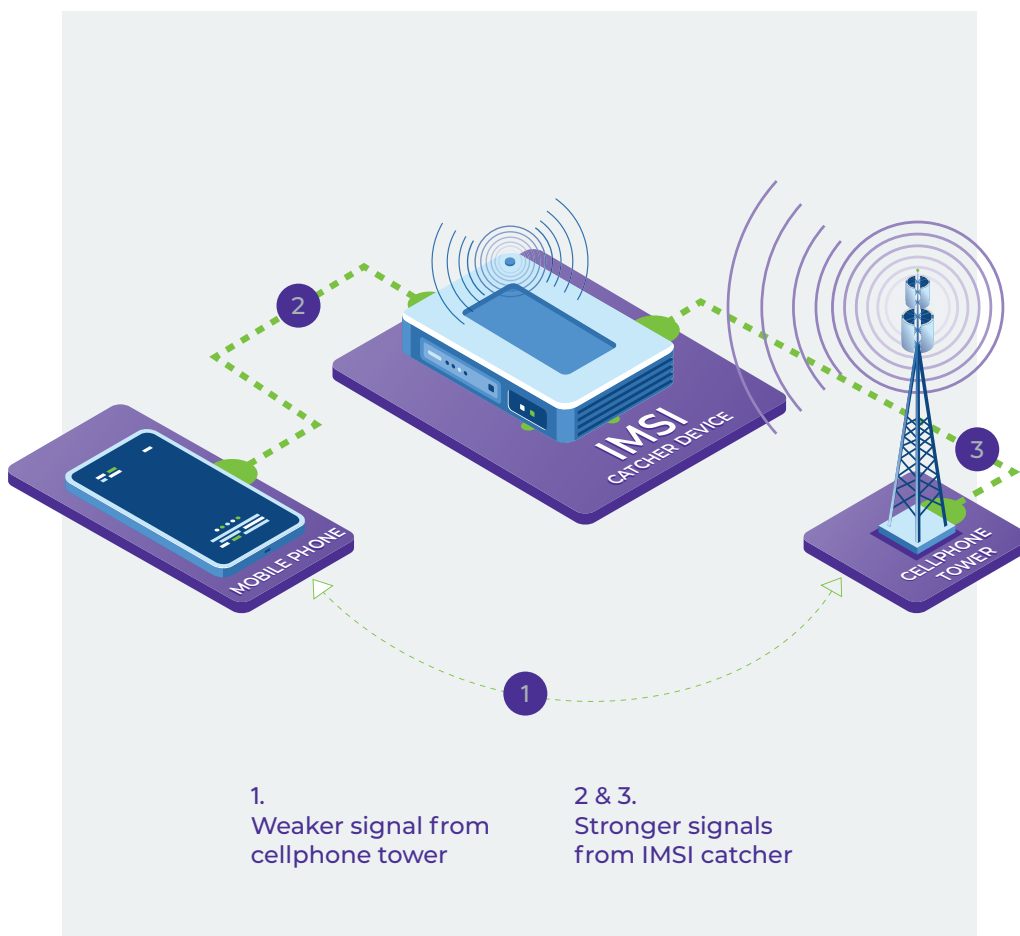 2
IMSI
CATCHER DEVICE
3
MOBILE PHONE
CELLPHONE
TOWER
1
1.
Weaker signal from
cellphone tower
2 & 3.
Stronger signals
from IMSI catcher